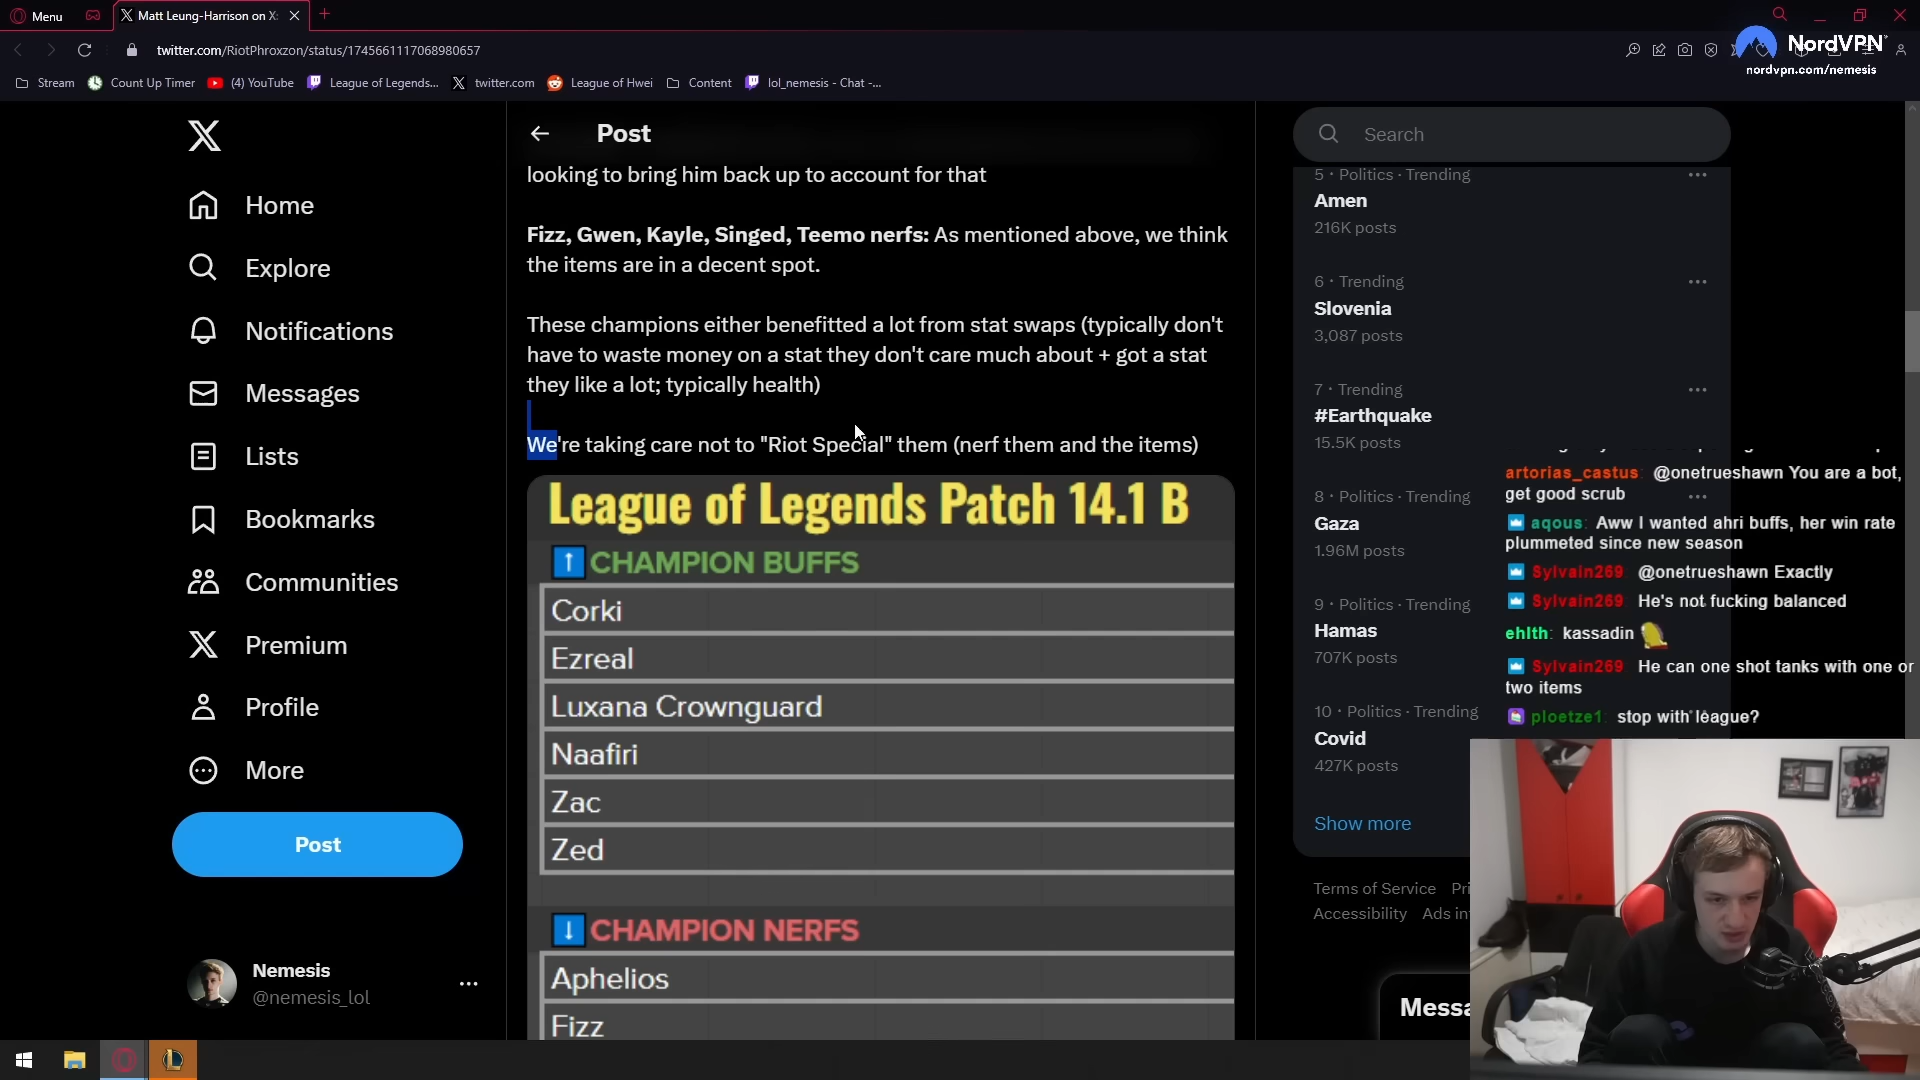 Menu
Matt Leung-Harrison on X:
twitter.com/RiotPhroxzon/status/1745661117068980657
NordVPN
nordvpn.com/nemesis
Stream
Count Up Timer
(4) YouTube
League of Legends...
twitter.com
League of Hwei
Content
lol_nemesis - Chat -...
Home
Explore
Notifications
Messages
Lists
Bookmarks
Communities
Premium
Profile
More
Post
Nemesis
@nemesis_lol
Post
looking to bring him back up to account for that
Fizz, Gwen, Kayle, Singed, Teemo nerfs: As mentioned above, we think
the items are in a decent spot.
These champions either benefitted a lot from stat swaps (typically don't
have to waste money on a stat they don't care much about + got a stat
they like a lot; typically health)
We're taking care not to "Riot Special" them (nerf them and the items)
League of Legends Patch 14.1 B
CHAMPION BUFFS
Corki
Ezreal
Luxana Crownguard
Naafiri
Zac
Zed
CHAMPION NERFS
Aphelios
Fizz
Search
5 · Politics · Trending
Amen
216K posts
6 · Trending
Slovenia
3,087 posts
7 · Trending
#Earthquake
15.5K posts
8 · Politics · Trending
Gaza
1.96M posts
9 · Politics · Trending
Hamas
707K posts
10 · Politics · Trending
Covid
427K posts
Show more
Terms of Service
Accessibility
Messa
artorias_castus: @onetrueshawn You are a bot,
get good scrub
aqous: Aww I wanted ahri buffs, her win rate
plummeted since new season
Sylvain269 @onetrueshawn Exactly
Sylvain269 He's not fucking balanced
ehlth: kassadin
Sylvain269 He can one shot tanks with one or
two items
ploetze1: stop with league?